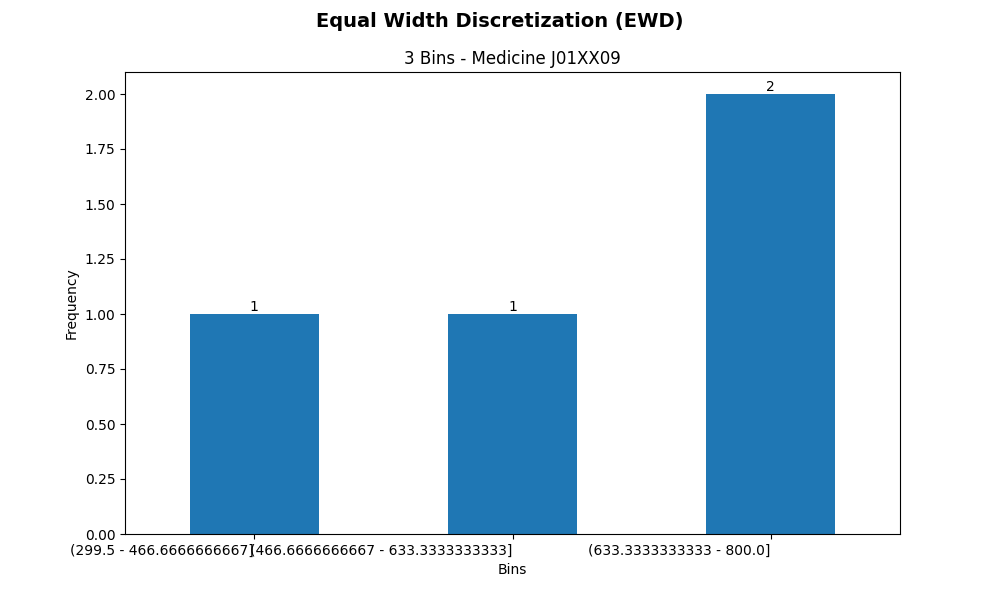 Equal Width Discretization (EWD)
3 Bins - Medicine J01XX09
2.00
1.75
1.50
1.25
1.00
0.75
0.50
0.25
0.00
Frequency
1
1
2
(299.5 - 466.6666666667]
(466.6666666667 - 633.3333333333]
(633.3333333333 - 800.0]
Bins